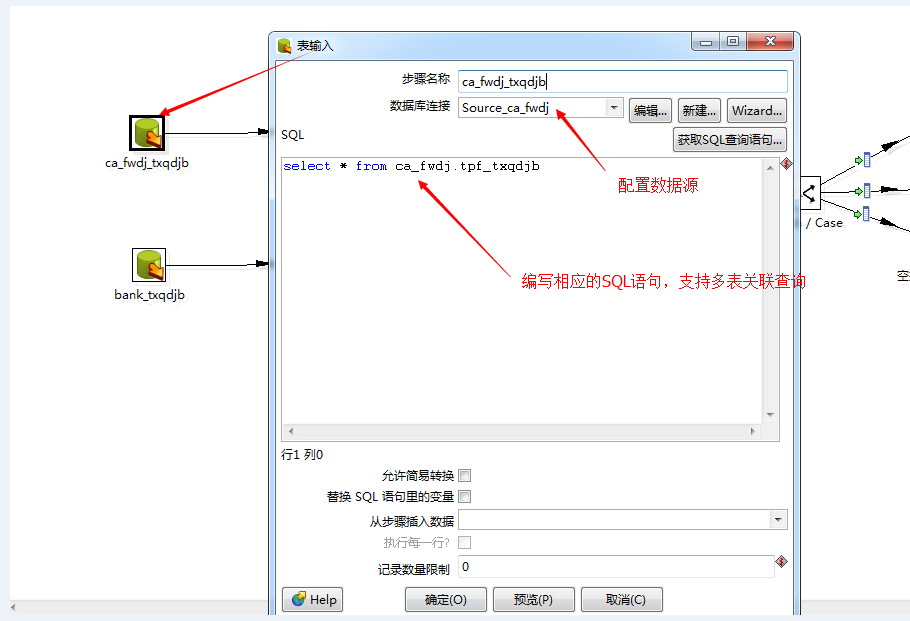 表输入
步骤名称 ca_fwdj_txqdjb
数据库连接 Source_ca_fwdj 编辑... 新建... Wizard...
SQL 获取SQL查询语句...
select * from ca_fwdj.tpf_txqdjb
ca_fwdj_txqdjb
配置数据源
/ Case
编写相应的SQL语句，支持多表关联查询
空
bank_txqdjb
行1 列0
允许简易转换
替换 SQL 语句里的变量
从步骤插入数据
执行每一行?
记录数量限制 0
Help 确定(O) 预览(P) 取消(C)